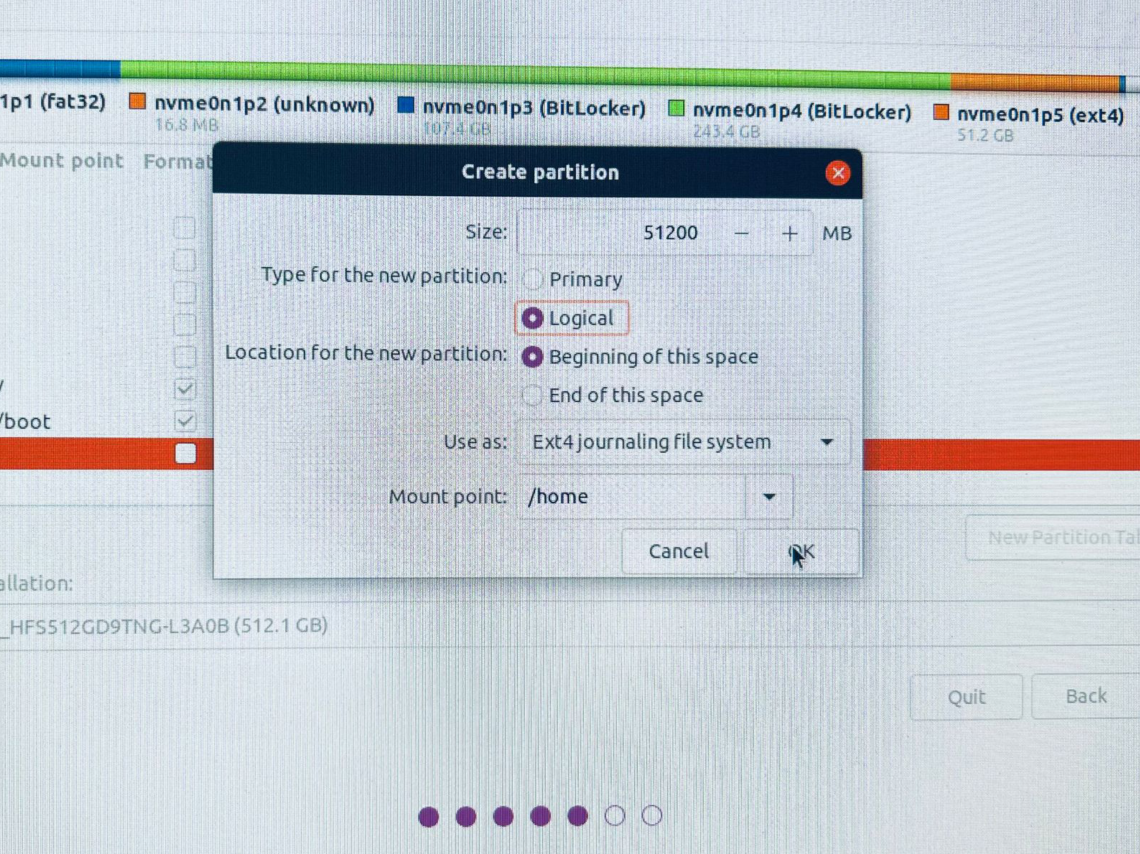 1p1 (fat32) nvme0n1p2 (unknown) nvme0n1p3 (BitLocker) nvme0n1p4 (BitLocker) nvme0n1p5 (ext4)
16.8 MB 107.4 GB 243.4 GB 51.2 GB
Mount point Format
Create partition
Size: 51200 MB
Type for the new partition: Primary
Logical
Location for the new partition: Beginning of this space
End of this space
/
/boot
Use as: Ext4 journaling file system
Mount point: /home
Cancel OK
New Partition Tab
allation:
_HFS512GD9TNG-L3A0B (512.1 GB)
Quit Back